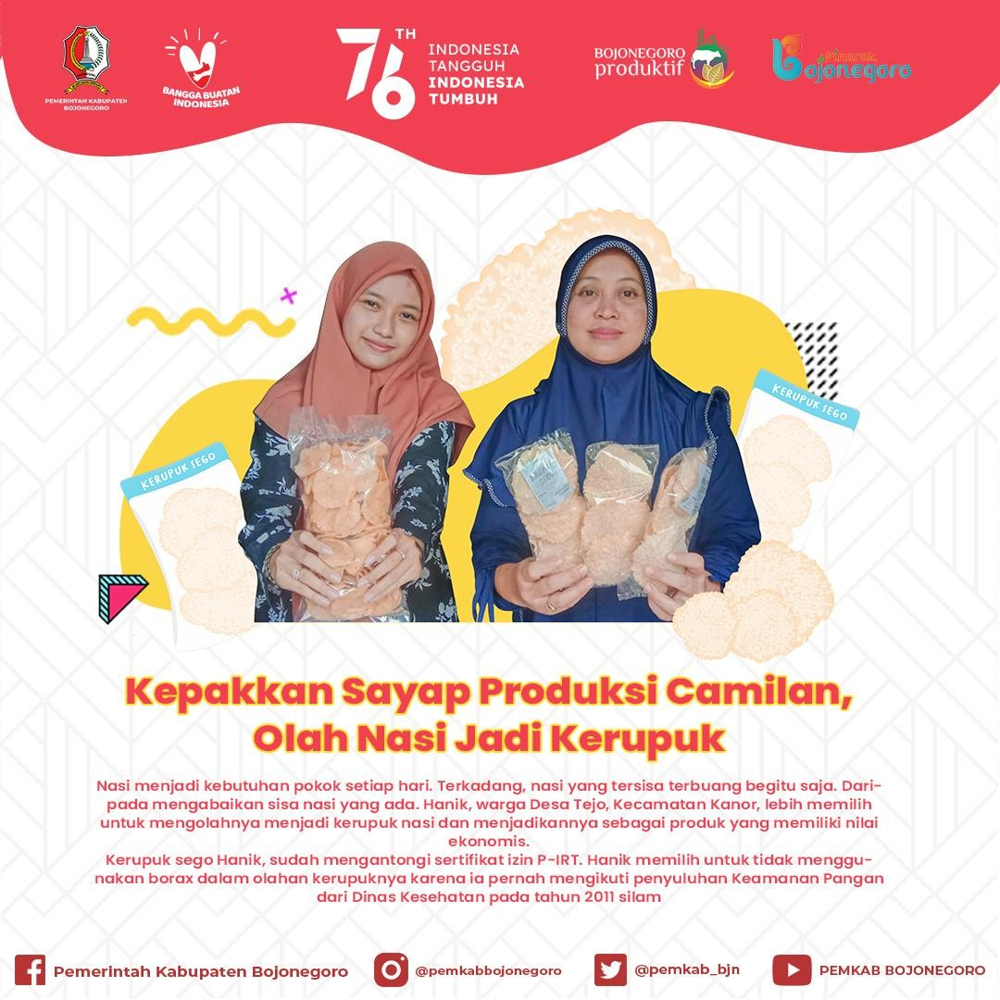 PEMERINTAH KABUPATEN
BOJONEGORO
BANGGA BUATAN
INDONESIA
76TH
INDONESIA
TANGGUH
INDONESIA
TUMBUH
BOJONEGORO
produktif
Pinarak
Bojonegoro
KERUPUK SEGO
KERUPUK SEGO
SEGO
Kepakkan Sayap Produksi Camilan,
Olah Nasi Jadi Kerupuk
Nasi menjadi kebutuhan pokok setiap hari. Terkadang, nasi yang tersisa terbuang begitu saja. Dari-
pada mengabaikan sisa nasi yang ada. Hanik, warga Desa Tejo, Kecamatan Kanor, lebih memilih
untuk mengolahnya menjadi kerupuk nasi dan menjadikannya sebagai produk yang memiliki nilai
ekonomis.
Kerupuk sego Hanik, sudah mengantongi sertifikat izin P-IRT. Hanik memilih untuk tidak menggu-
nakan borax dalam olahan kerupuknya karena ia pernah mengikuti penyuluhan Keamanan Pangan
dari Dinas Kesehatan pada tahun 2011 silam
Pemerintah Kabupaten Bojonegoro
@pemkabbojonegoro
@pemkab_bjn
PEMKAB BOJONEGORO